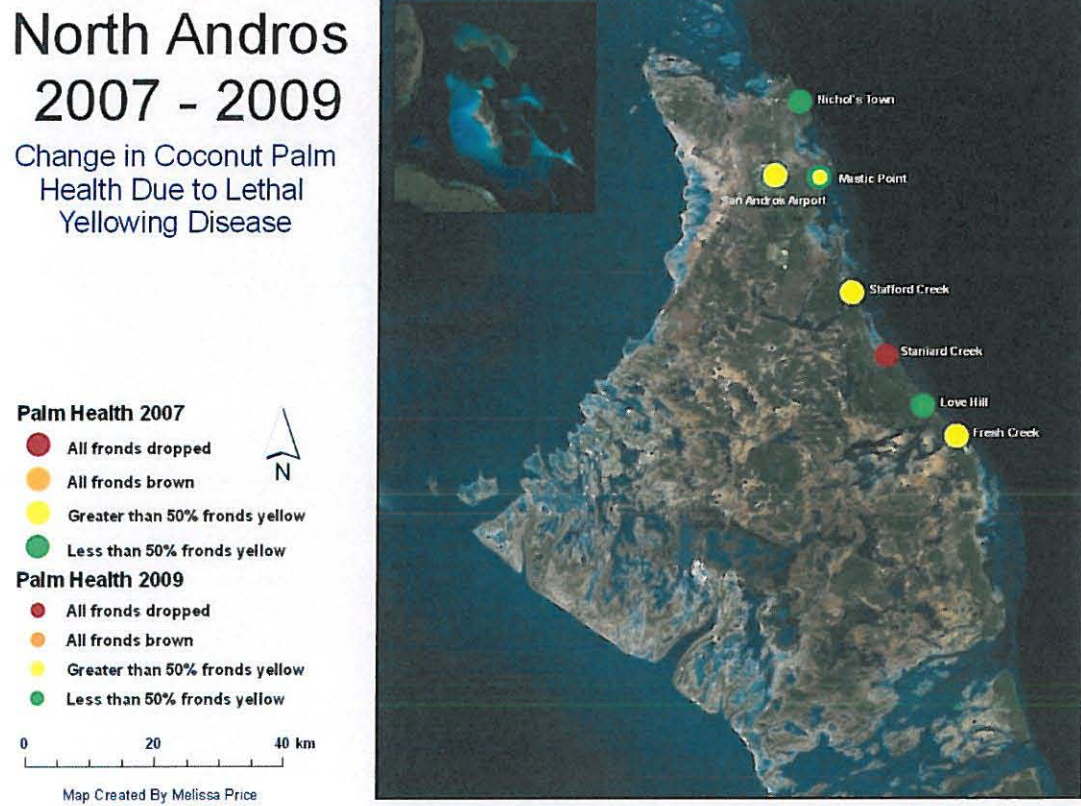 North Andros
2007 - 2009
Change in Coconut Palm
Health Due to Lethal
Yellowing Disease
Palm Health 2007
All fronds dropped
All fronds brown
Greater than 50% fronds yellow
Less than 50% fronds yellow
N
Palm Health 2009
All fronds dropped
All fronds brown
Greater than 50% fronds yellow
Less than 50% fronds yellow
0 20 40 km
Map Created By Melissa Price
Nichol's Town
Mastic Point
San Andros Airport
Stafford Creek
Staniard Creek
Love Hill
Fresh Creek